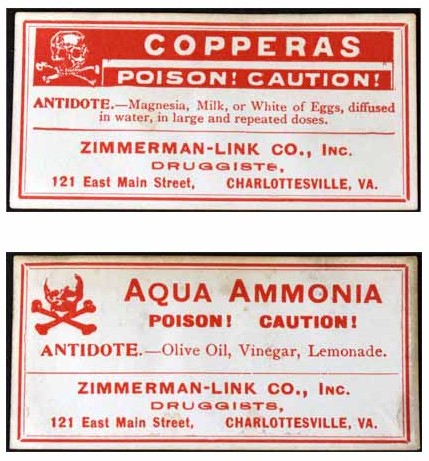 COPPERAS
POISON! CAUTION!
ANTIDOTE.—Magnesia, Milk, or White of Eggs, diffused
in water, in large and repeated doses.
ZIMMERMAN-LINK CO., INC.
DRUGGISTS,
121 East Main Street, CHARLOTTESVILLE, VA.
AQUA AMMONIA
POISON! CAUTION!
ANTIDOTE.—Olive Oil, Vinegar, Lemonade.
ZIMMERMAN-LINK CO., INC.
DRUGGISTS,
121 East Main Street, CHARLOTTESVILLE, VA.